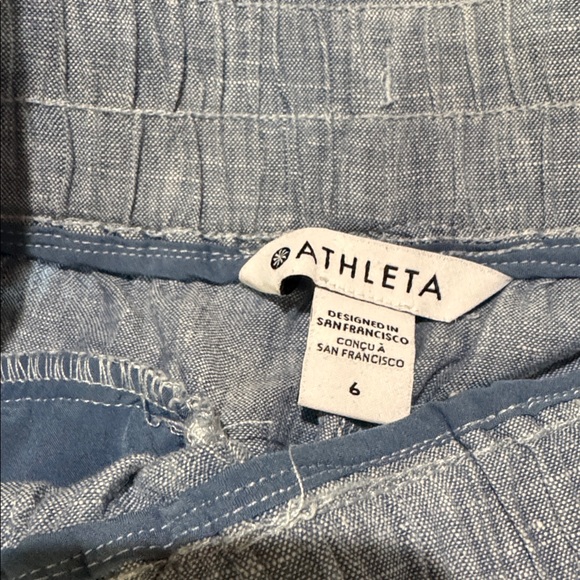 ATHLETA
DESIGNED IN
SAN FRANCISCO
CONÇU À
SAN FRANCISCO
6